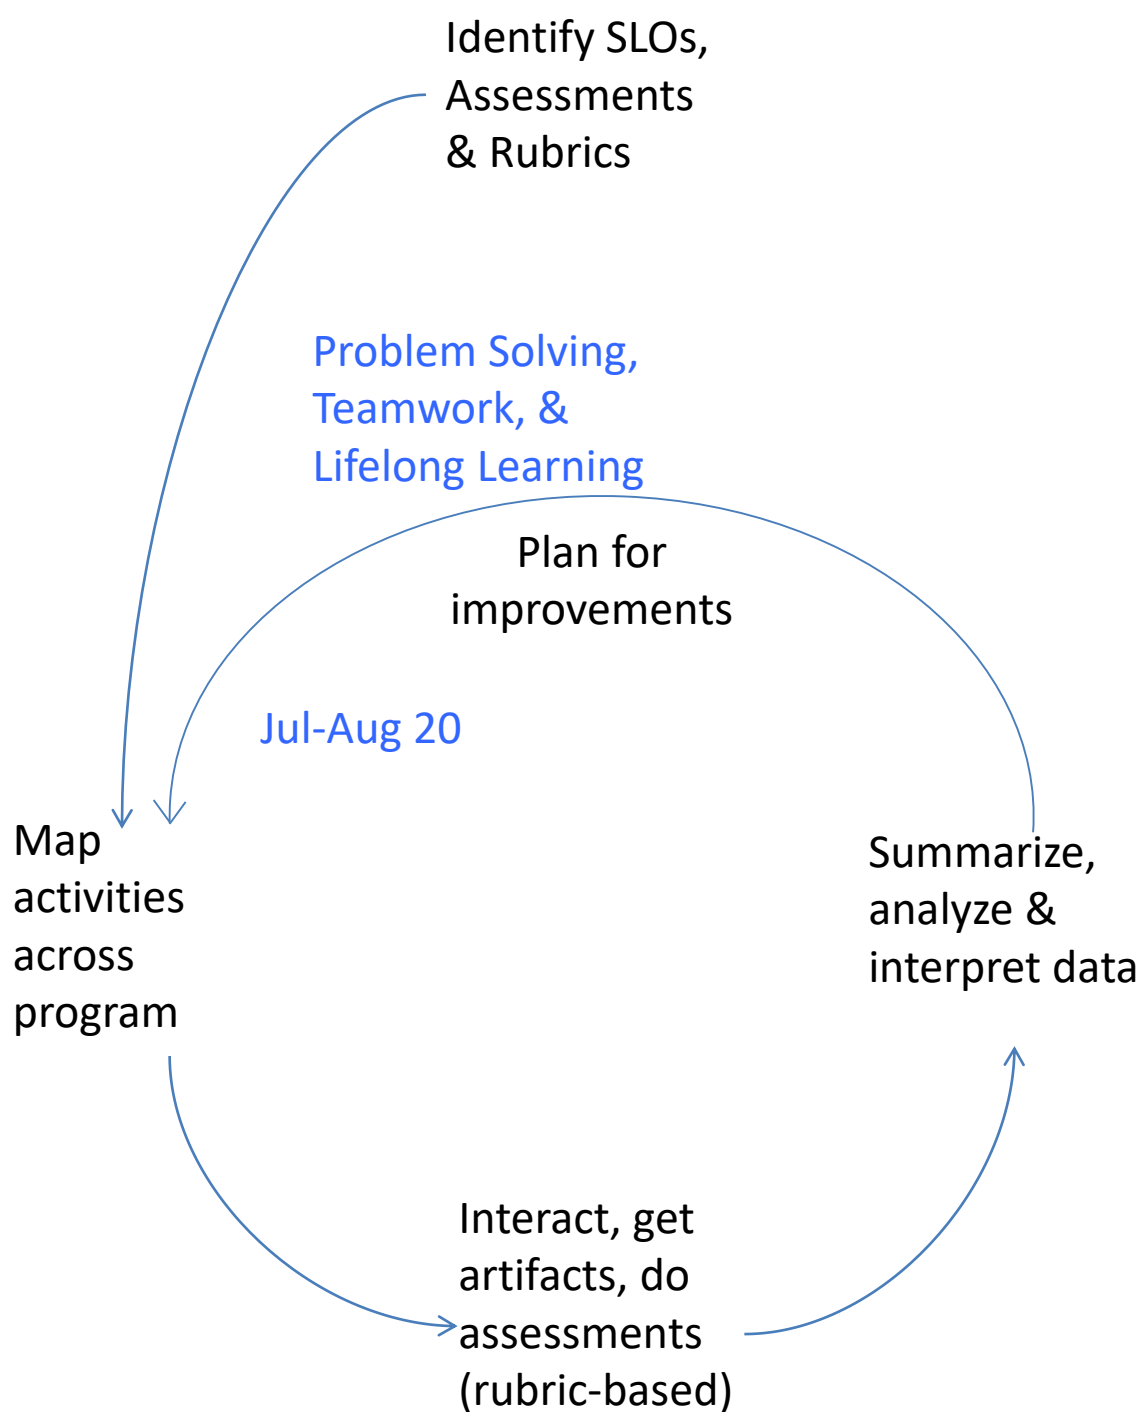 Identify SLOs,
Assessments
& Rubrics
Problem Solving,
Teamwork, &
Lifelong Learning
Plan for
improvements
Jul-Aug 20
Map
activities
across
program
Summarize,
analyze &
interpret data
Interact, get
artifacts, do
assessments
(rubric-based)